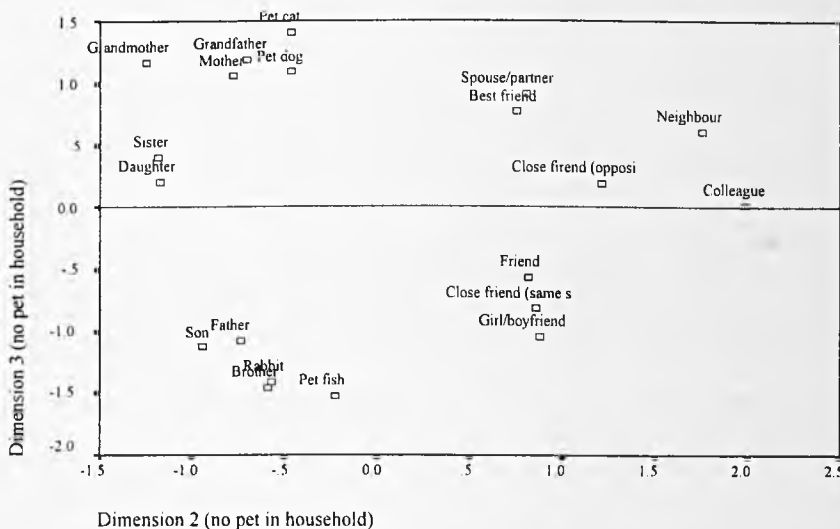 1.5
Pet cat
Grandmother
Grandfather
Mother
Pet dog
1.0
Spouse/partner
Best friend
Neighbour
.5
Sister
Daughter
Close firend (opposi
Colleague
0.0
-.5
Friend
Close friend (same s
Girl/boyfriend
-1.0
Son
Father
Rabbit
Brother
Pet fish
-1.5
-2.0
-1.5
-1.0
-.5
0.0
.5
1.0
1.5
2.0
2.5
Dimension 3 (no pet in household)
Dimension 2 (no pet in household)